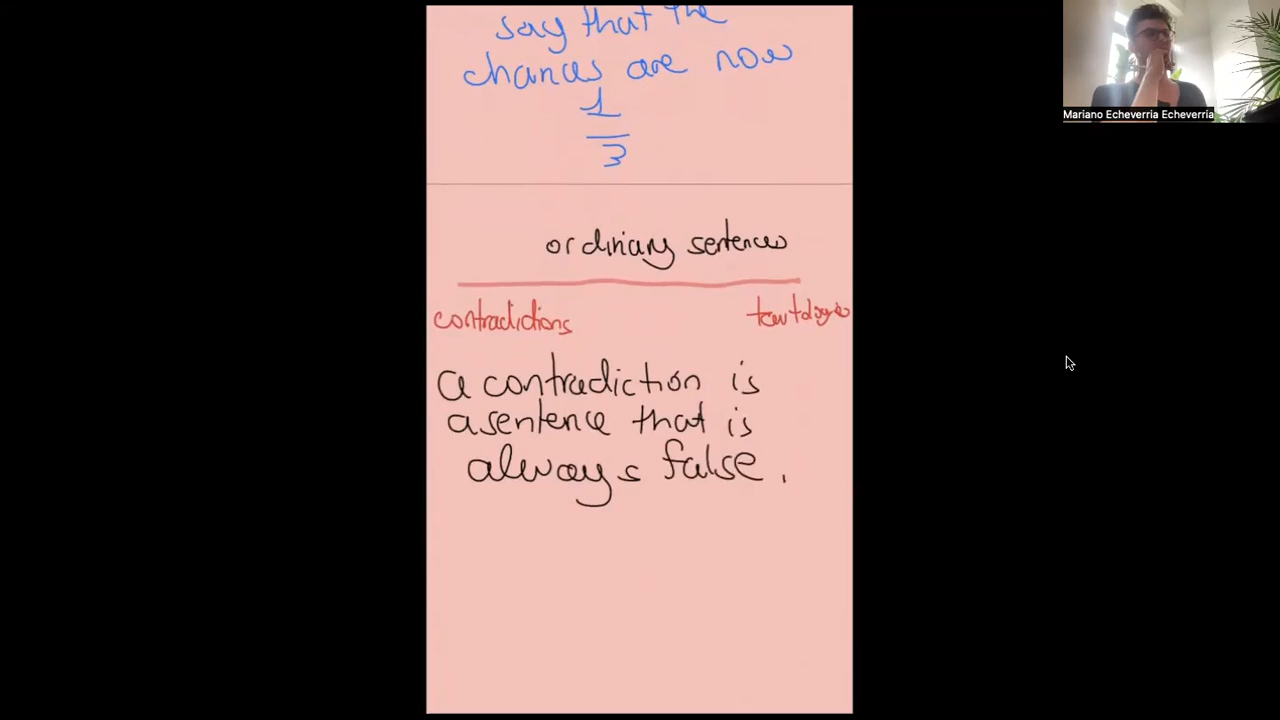 say that the
chances are now
1
3
ordinary sentences
contradictions
tautologies
a contradiction is
a sentence that is
always false.
Mariano Echeverria Echeverria